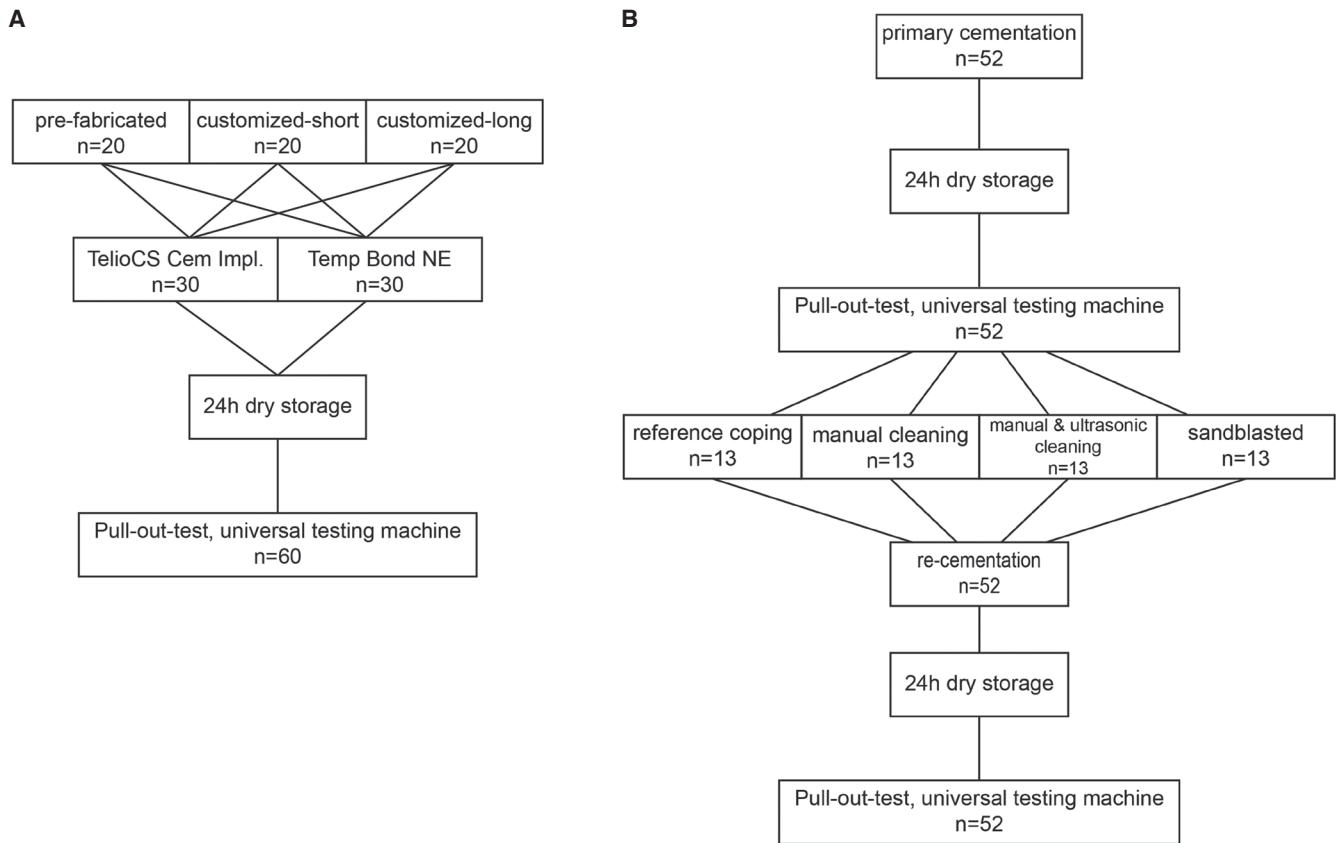 A
pre-fabricated
n=20
customized-short
n=20
customized-long
n=20
TelioCS Cem Impl.
n=30
Temp Bond NE
n=30
24h dry storage
Pull-out-test, universal testing machine
n=60
B
primary cementation
n=52
24h dry storage
Pull-out-test, universal testing machine
n=52
reference coping
n=13
manual cleaning
n=13
manual & ultrasonic
cleaning
n=13
sandblasted
n=13
re-cementation
n=52
24h dry storage
Pull-out-test, universal testing machine
n=52